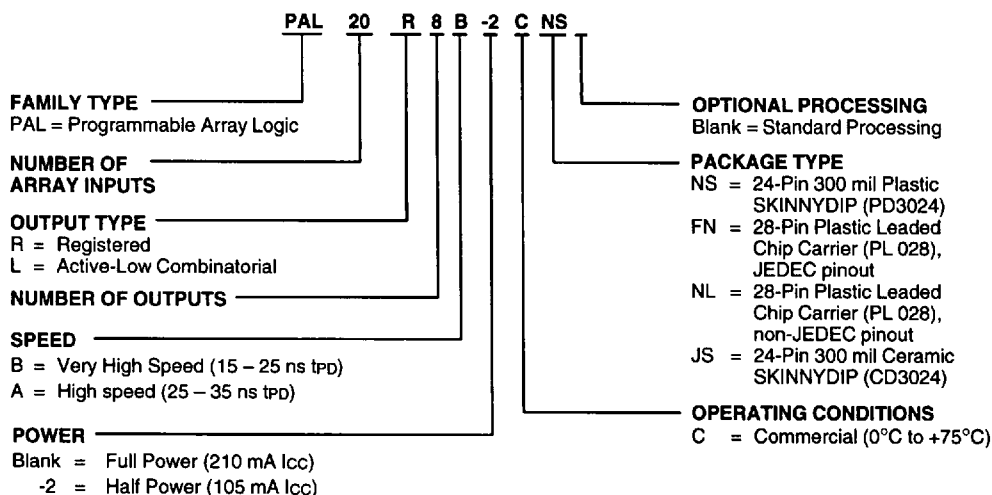 PAL 20 R 8 B -2 C NS
FAMILY TYPE
PAL = Programmable Array Logic
NUMBER OF
ARRAY INPUTS
OUTPUT TYPE
R = Registered
L = Active-Low Combinatorial
NUMBER OF OUTPUTS
SPEED
B = Very High Speed (15 – 25 ns tPD)
A = High speed (25 – 35 ns tPD)
POWER
Blank = Full Power (210 mA ICC)
-2 = Half Power (105 mA ICC)
OPTIONAL PROCESSING
Blank = Standard Processing
PACKAGE TYPE
NS = 24-Pin 300 mil Plastic
SKINNYDIP (PD3024)
FN = 28-Pin Plastic Leaded
Chip Carrier (PL 028),
JEDEC pinout
NL = 28-Pin Plastic Leaded
Chip Carrier (PL 028),
non-JEDEC pinout
JS = 24-Pin 300 mil Ceramic
SKINNYDIP (CD3024)
OPERATING CONDITIONS
C = Commercial (0°C to +75°C)